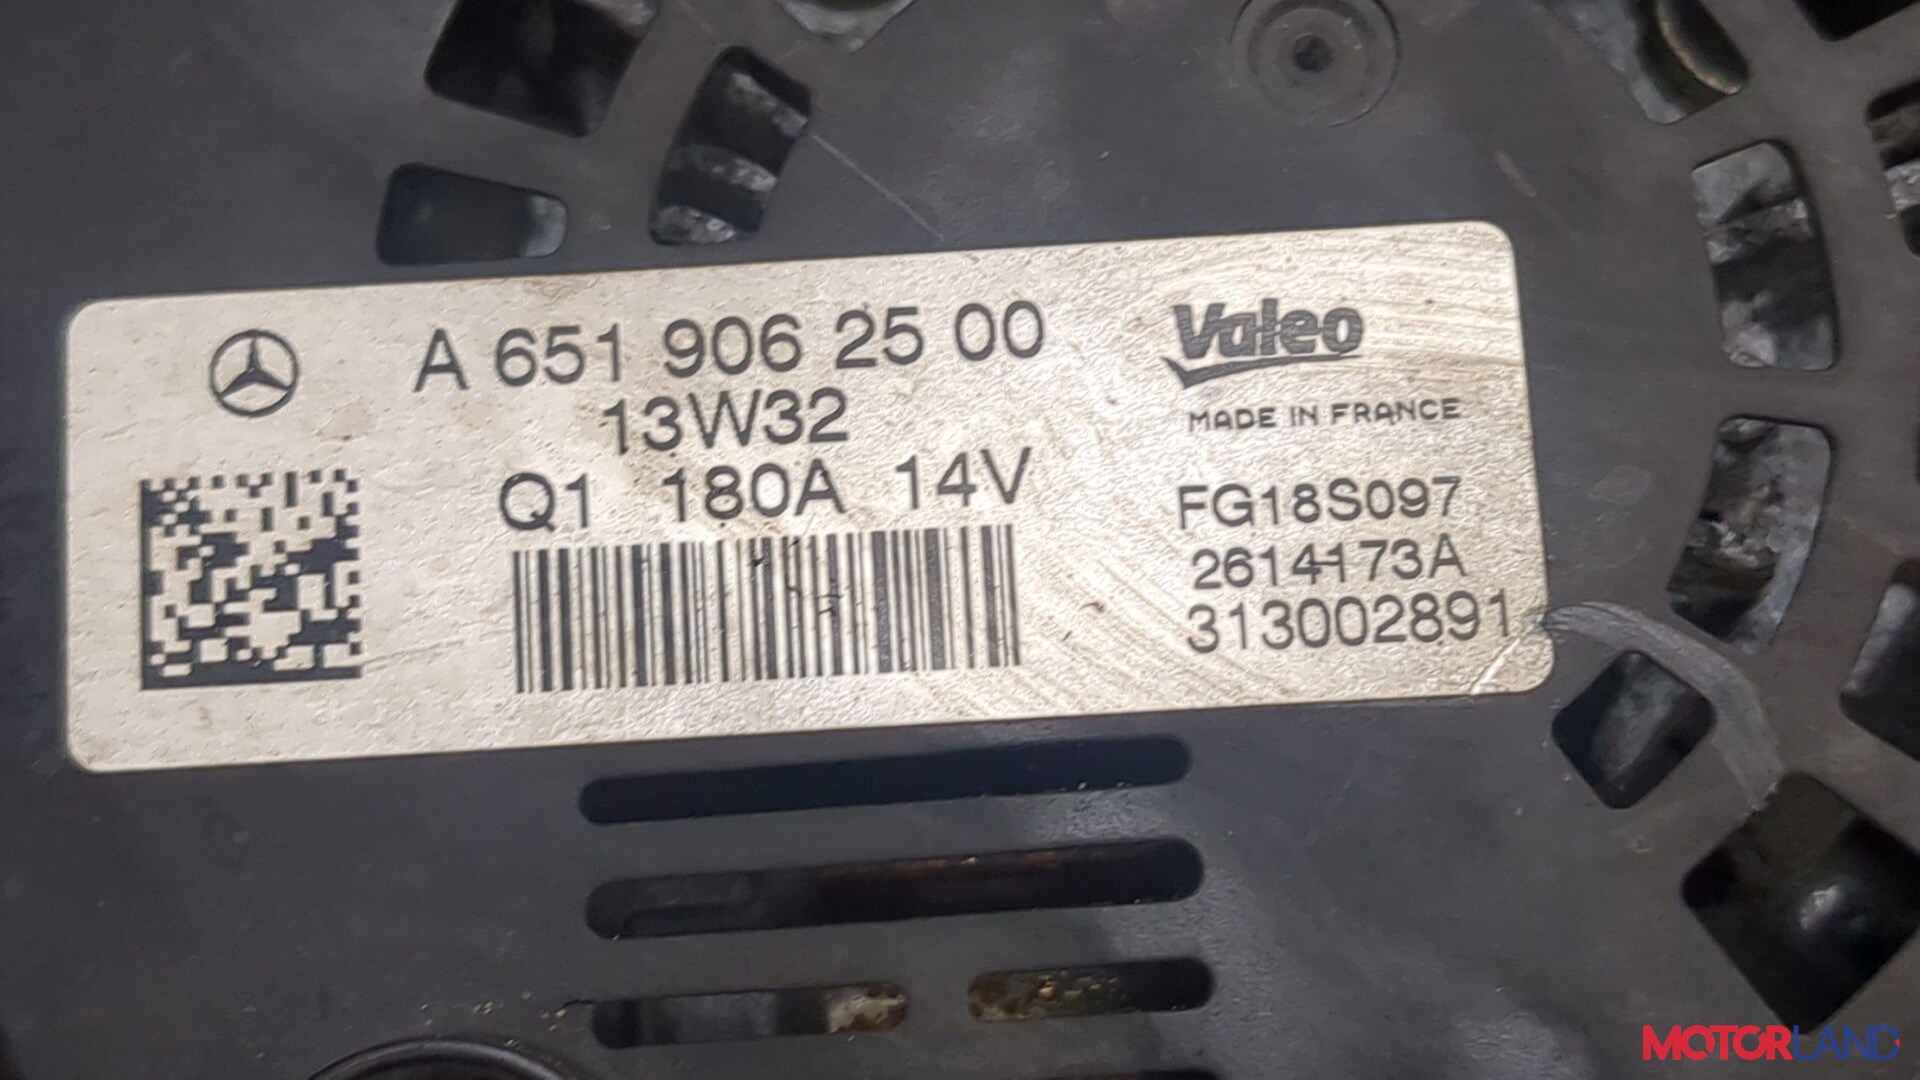 A 651 906 25 00
13W32
Q1 180A 14V
Valeo
MADE IN FRANCE
FG18S097
2614173A
313002891
MOTORLAND